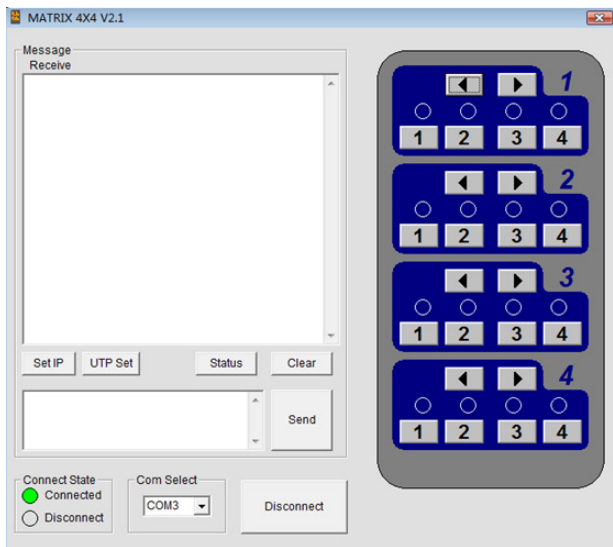 MATRIX 4X4 V2.1
Message
Receive
Set IP UTP Set Status Clear
Send
Connect State
Connected
Disconnect
Com Select
COM3
Disconnect
1
1 2 3 4
2
1 2 3 4
3
1 2 3 4
4
1 2 3 4